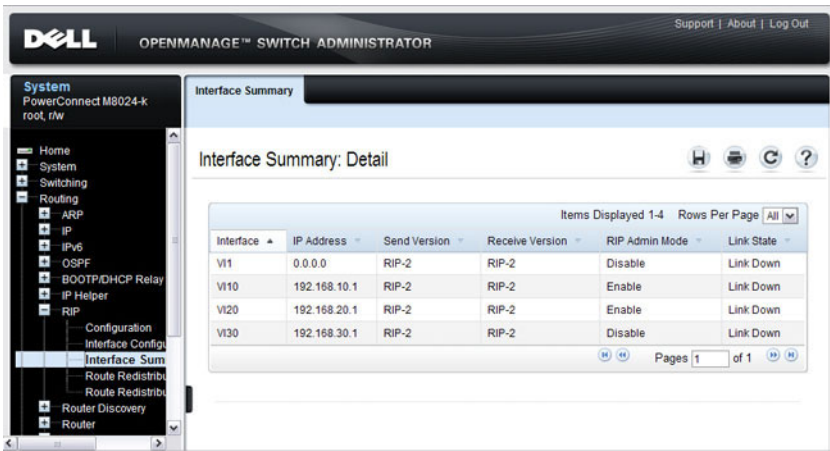 Support | About | Log Out
DELL OPENMANAGE™ SWITCH ADMINISTRATOR
System
PowerConnect M8024-k
root, r/w
Home
System
Switching
Routing
ARP
IP
IPv6
OSPF
BOOTP/DHCP Relay
IP Helper
RIP
Configuration
Interface Configu
Interface Sum
Route Redistribu
Route Redistribu
Router Discovery
Router
Interface Summary
Interface Summary: Detail
Items Displayed 1-4 Rows Per Page All
Interface IP Address Send Version Receive Version RIP Admin Mode Link State
Vl1 0.0.0.0 RIP-2 RIP-2 Disable Link Down
Vl10 192.168.10.1 RIP-2 RIP-2 Enable Link Down
Vl20 192.168.20.1 RIP-2 RIP-2 Enable Link Down
Vl30 192.168.30.1 RIP-2 RIP-2 Disable Link Down
Pages 1 of 1